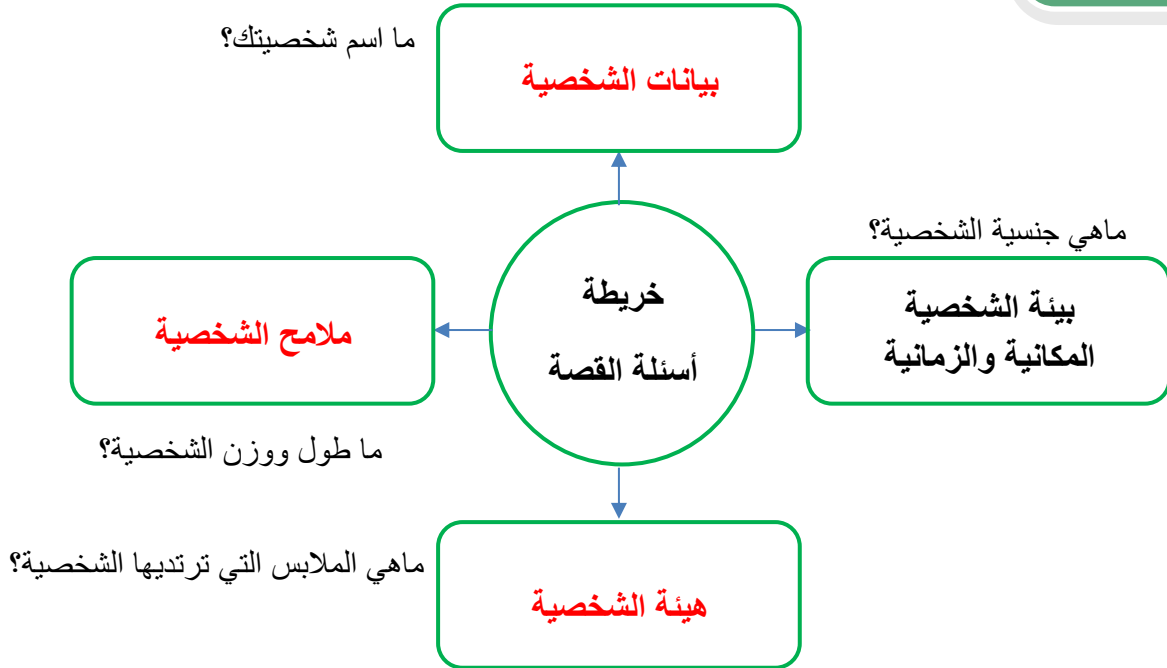 ما اسم شخصيتك؟
بيانات الشخصية
ماهي جنسية الشخصية؟
بيئة الشخصية
المكانية والزمانية
خريطة
أسئلة القصة
ملامح الشخصية
ما طول ووزن الشخصية؟
ماهي الملابس التي ترتديها الشخصية؟
هيئة الشخصية